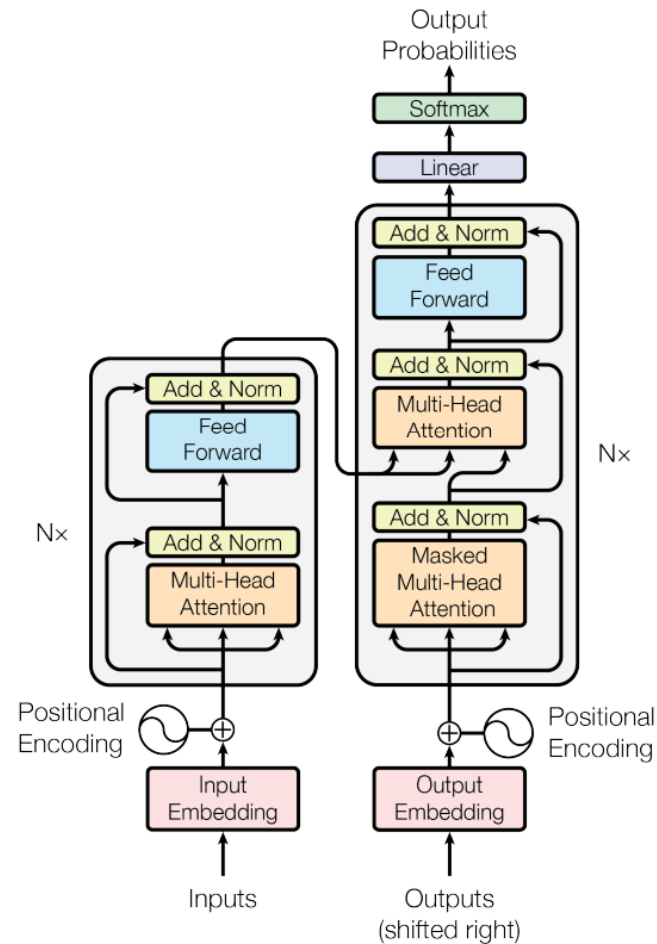 Output
Probabilities
Softmax
Linear
Add & Norm
Feed
Forward
Add & Norm
Multi-Head
Attention
Nx
Add & Norm
Masked
Multi-Head
Attention
Add & Norm
Feed
Forward
Nx
Add & Norm
Multi-Head
Attention
Positional
Encoding
Positional
Encoding
Input
Embedding
Output
Embedding
Inputs
Outputs
(shifted right)